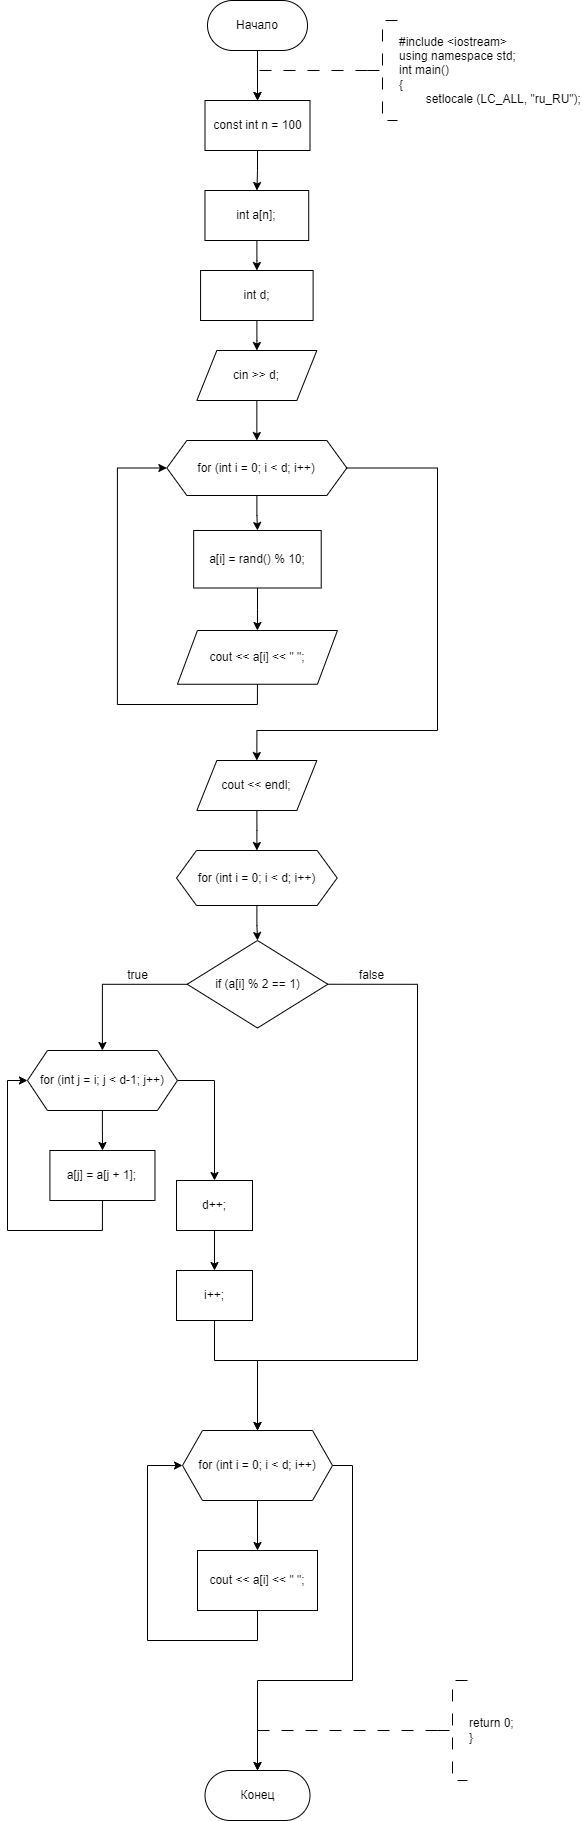 Начало
#include <iostream>
using namespace std;
int main()
{
setlocale (LC_ALL, "ru_RU");
const int n = 100
int a[n];
int d;
cin >> d;
for (int i = 0; i < d; i++)
a[i] = rand() % 10;
cout << a[i] << " ";
cout << endl;
for (int i = 0; i < d; i++)
if (a[i] % 2 == 1)
true
false
for (int j = i; j < d-1; j++)
a[j] = a[j + 1];
d++;
i++;
for (int i = 0; i < d; i++)
cout << a[i] << " ";
return 0;
}
Конец